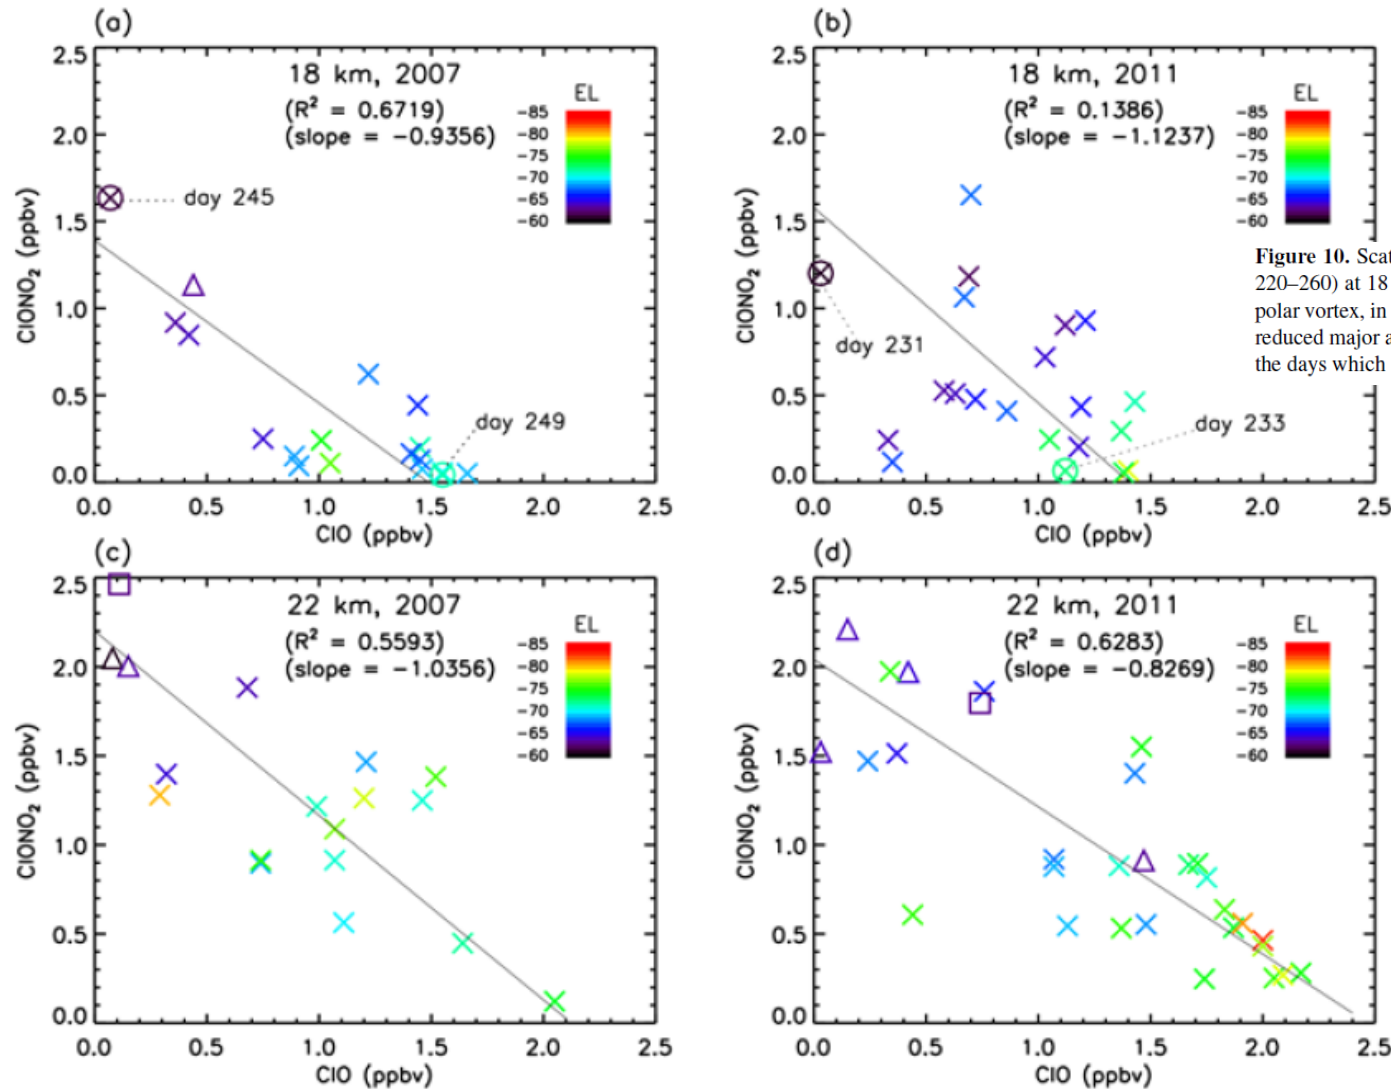 (a)
18 km, 2007
(R² = 0.6719)
(slope = −0.9356)
EL
−85
−80
−75
−70
−65
−60
day 245
day 249
2.5
2.0
1.5
1.0
0.5
0.0
ClONO₂ (ppbv)
0.0 0.5 1.0 1.5 2.0 2.5
ClO (ppbv)
(b)
18 km, 2011
(R² = 0.1386)
(slope = −1.1237)
EL
−85
−80
−75
−70
−65
−60
day 231
day 233
2.5
2.0
1.5
1.0
0.5
0.0
ClONO₂ (ppbv)
0.0 0.5 1.0 1.5 2.0 2.5
ClO (ppbv)
Figure 10. Scat
220–260) at 18
polar vortex, in
reduced major a
the days which
(c)
22 km, 2007
(R² = 0.5593)
(slope = −1.0356)
EL
−85
−80
−75
−70
−65
−60
2.5
2.0
1.5
1.0
0.5
0.0
ClONO₂ (ppbv)
0.0 0.5 1.0 1.5 2.0 2.5
ClO (ppbv)
(d)
22 km, 2011
(R² = 0.6283)
(slope = −0.8269)
EL
−85
−80
−75
−70
−65
−60
2.5
2.0
1.5
1.0
0.5
0.0
ClONO₂ (ppbv)
0.0 0.5 1.0 1.5 2.0 2.5
ClO (ppbv)